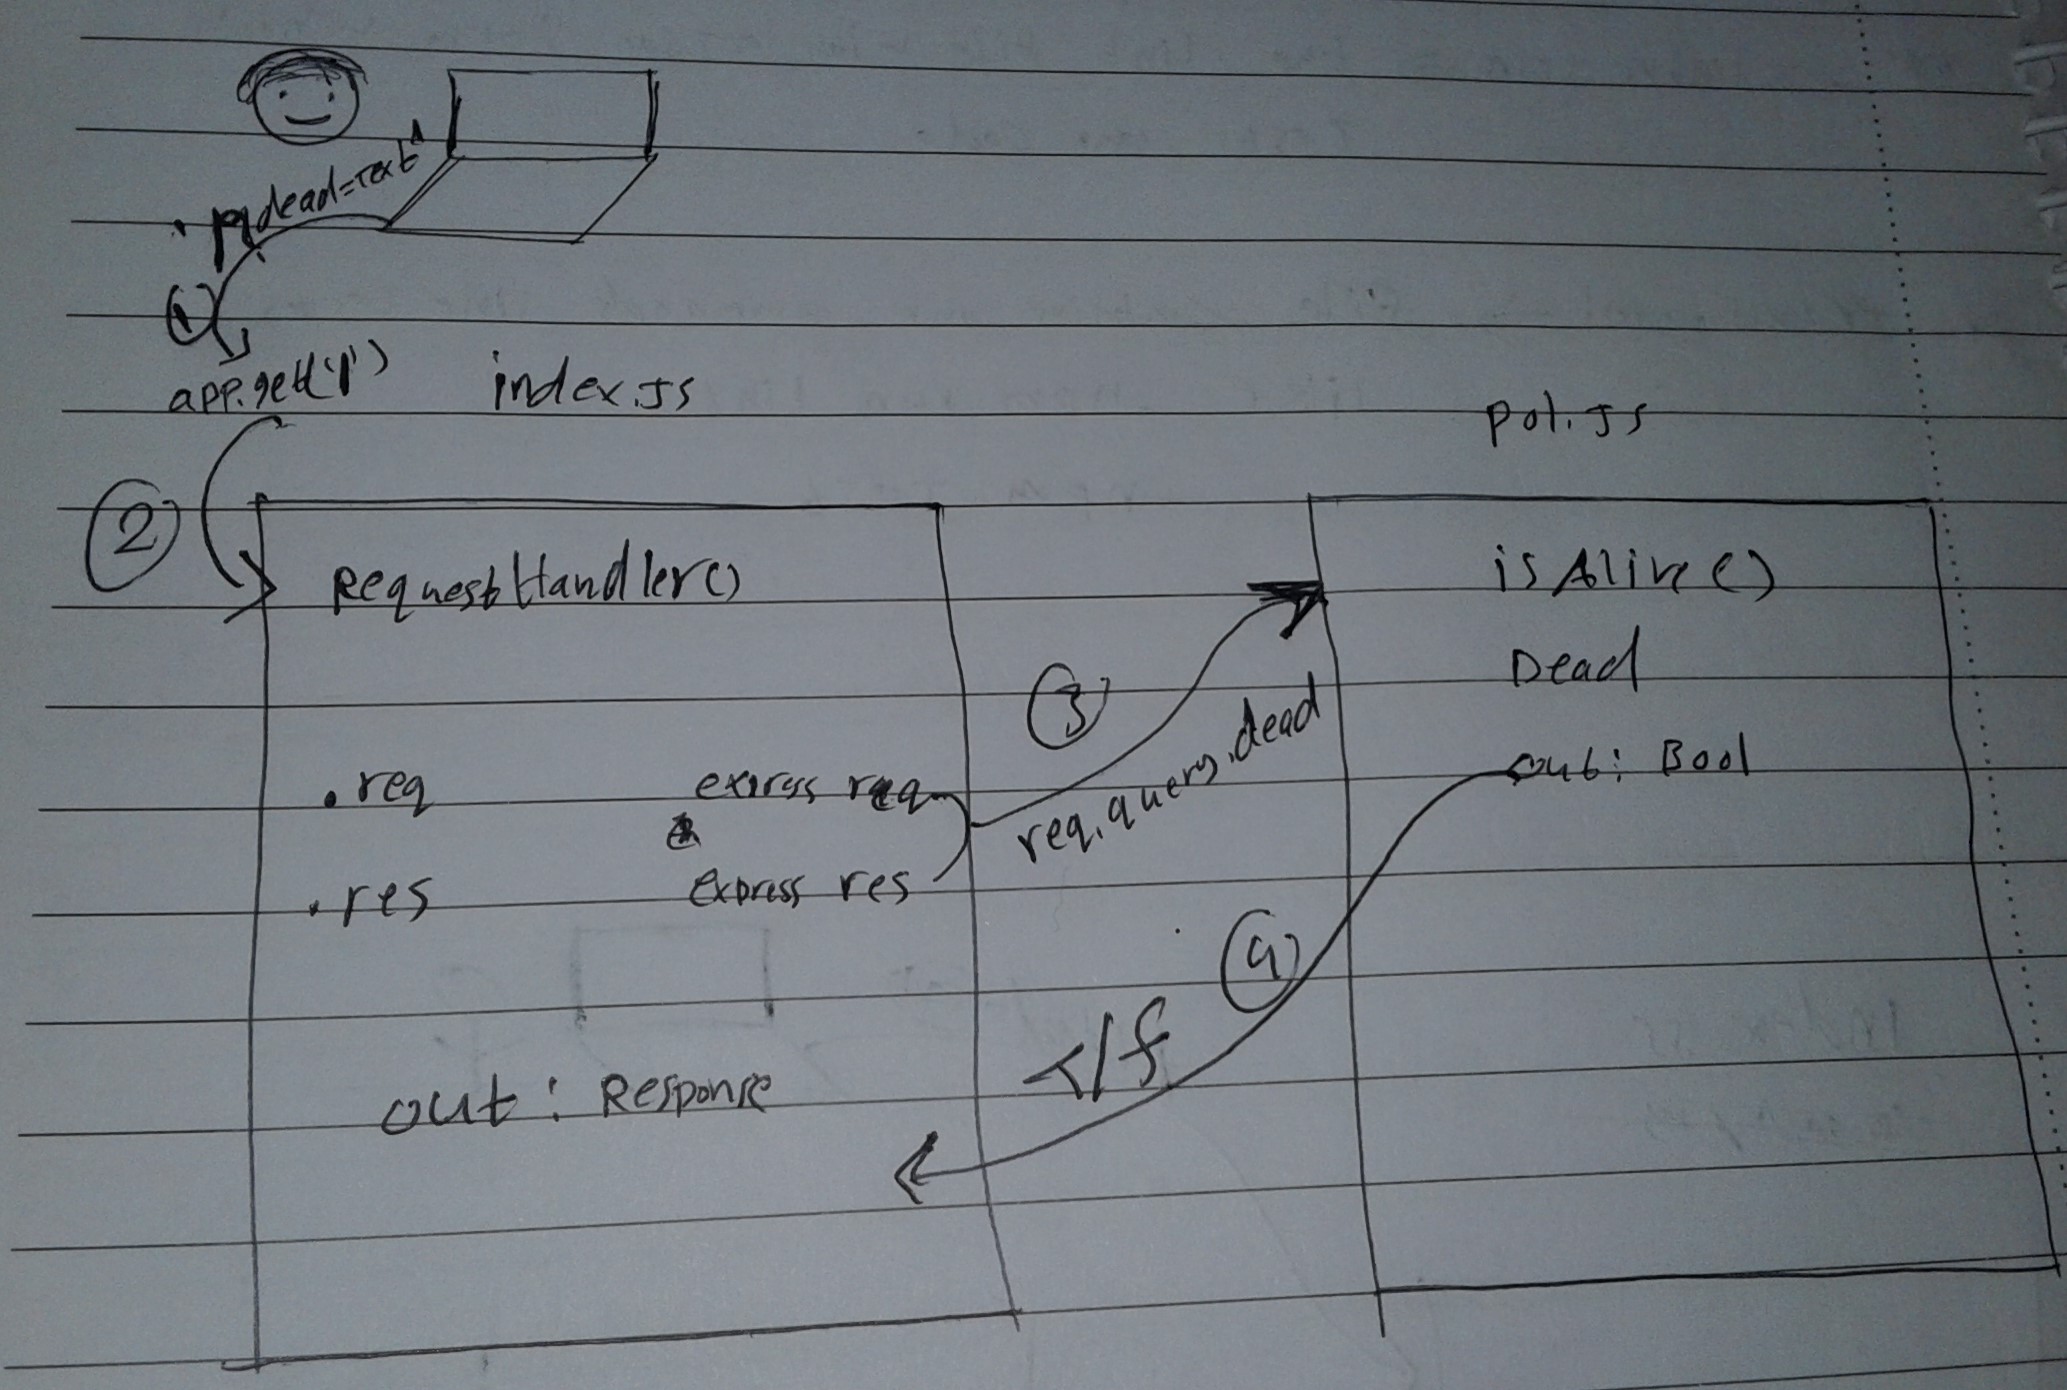 dead=Text"
1
app.get('/') index.JS
pol.JS
2
RequestHandler()
isAlive()
3
Dead
.req express req
req.query.dead
out: Bool
.res Express res
4
out: Response